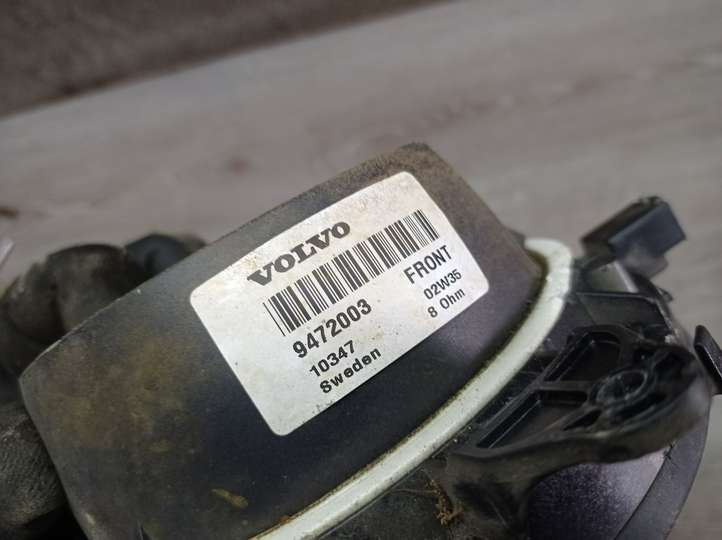 VOLVO
9472003
10347
Sweden
FRONT
02W35
8 Ohm